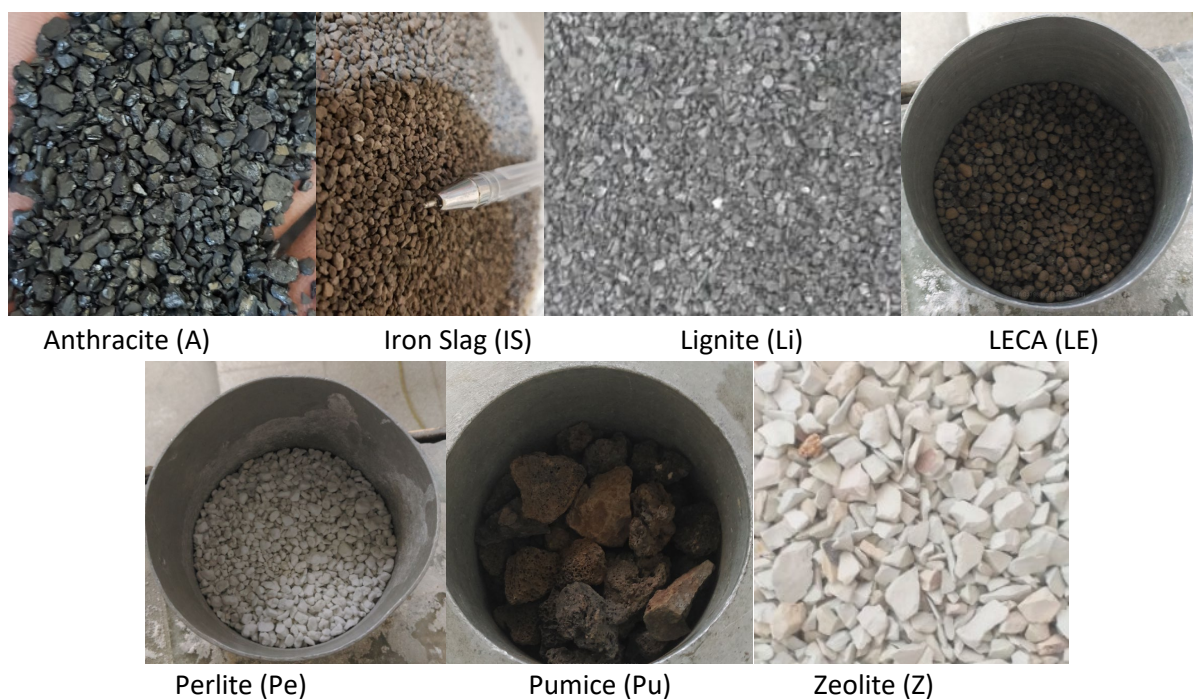 Anthracite (A) Iron Slag (IS) Lignite (Li) LECA (LE)
Perlite (Pe) Pumice (Pu) Zeolite (Z)